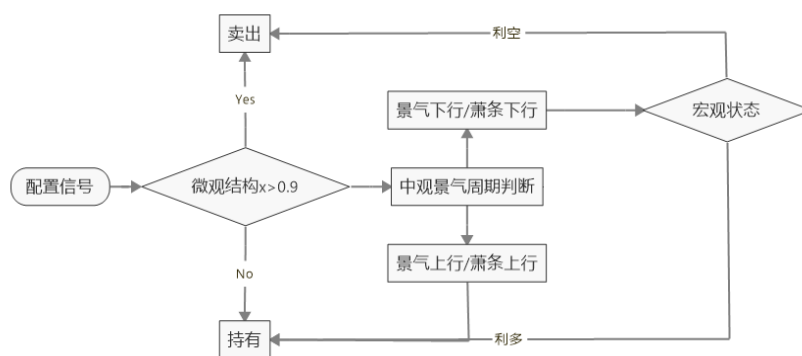 卖出
利空
Yes
景气下行/萧条下行
宏观状态
配置信号
微观结构x>0.9
中观景气周期判断
No
景气上行/萧条上行
持有
利多